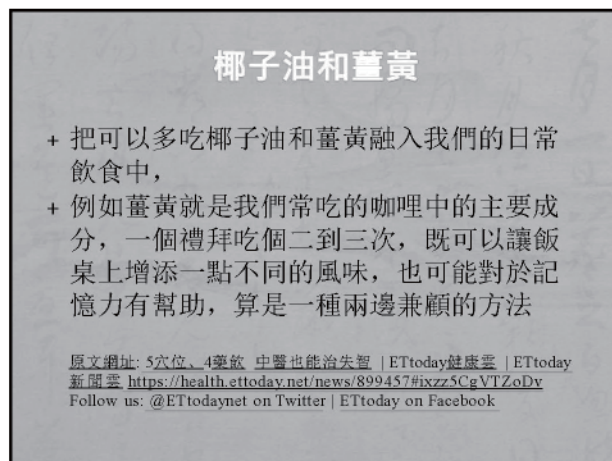 椰子油和薑黃
+ 把可以多吃椰子油和薑黃融入我們的日常
飲食中，
+ 例如薑黃就是我們常吃的咖哩中的主要成
分，一個禮拜吃個二到三次，既可以讓飯
桌上增添一點不同的風味，也可能對於記
憶力有幫助，算是一種兩邊兼顧的方法
原文網址: 5穴位、4藥飲 中醫也能治失智 | ETtoday健康雲 | ETtoday
新聞雲 https://health.ettoday.net/news/899457#ixzz5CgVTZoDv
Follow us: @ETtodaynet on Twitter | ETtoday on Facebook